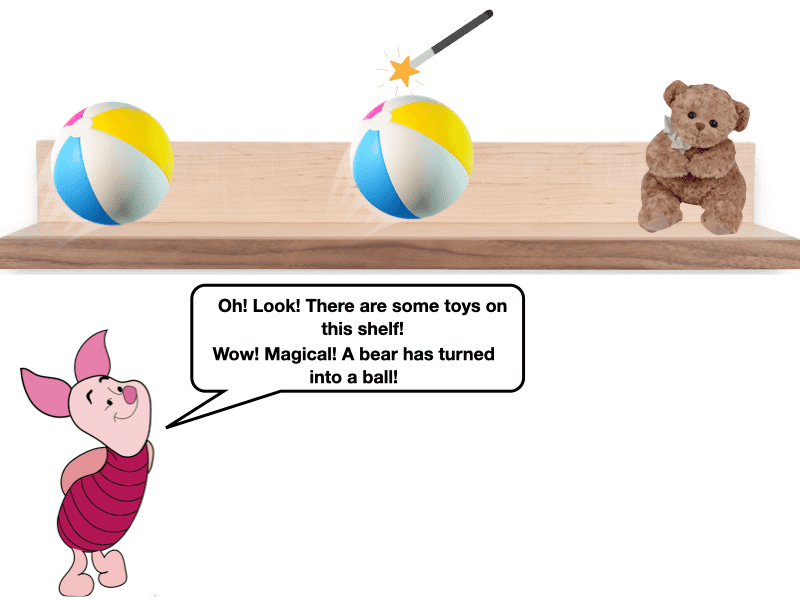 Oh! Look! There are some toys on
this shelf!
Wow! Magical! A bear has turned
into a ball!